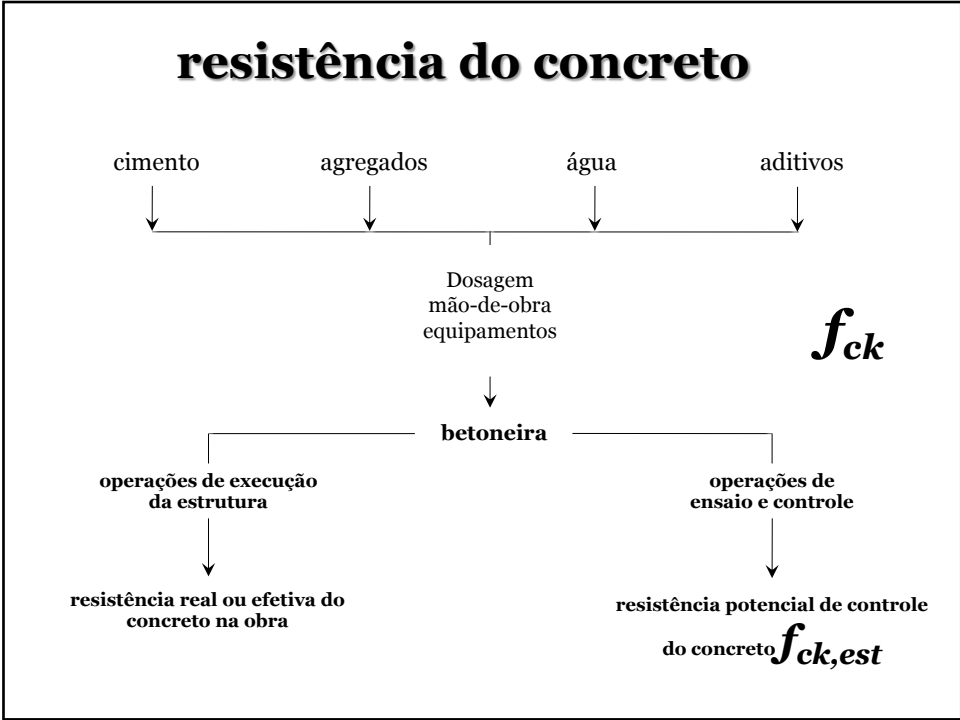 resistência do concreto
cimento agregados água aditivos
Dosagem
mão-de-obra
equipamentos
fck
betoneira
operações de execução
da estrutura
operações de
ensaio e controle
resistência real ou efetiva do
concreto na obra
resistência potencial de controle
do concreto fck,est